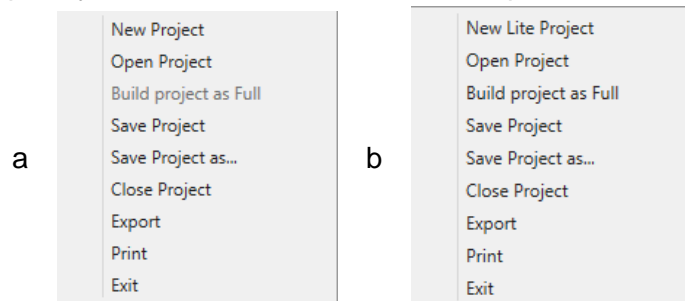 a
New Project
Open Project
Build project as Full
Save Project
Save Project as...
Close Project
Export
Print
Exit
b
New Lite Project
Open Project
Build project as Full
Save Project
Save Project as...
Close Project
Export
Print
Exit